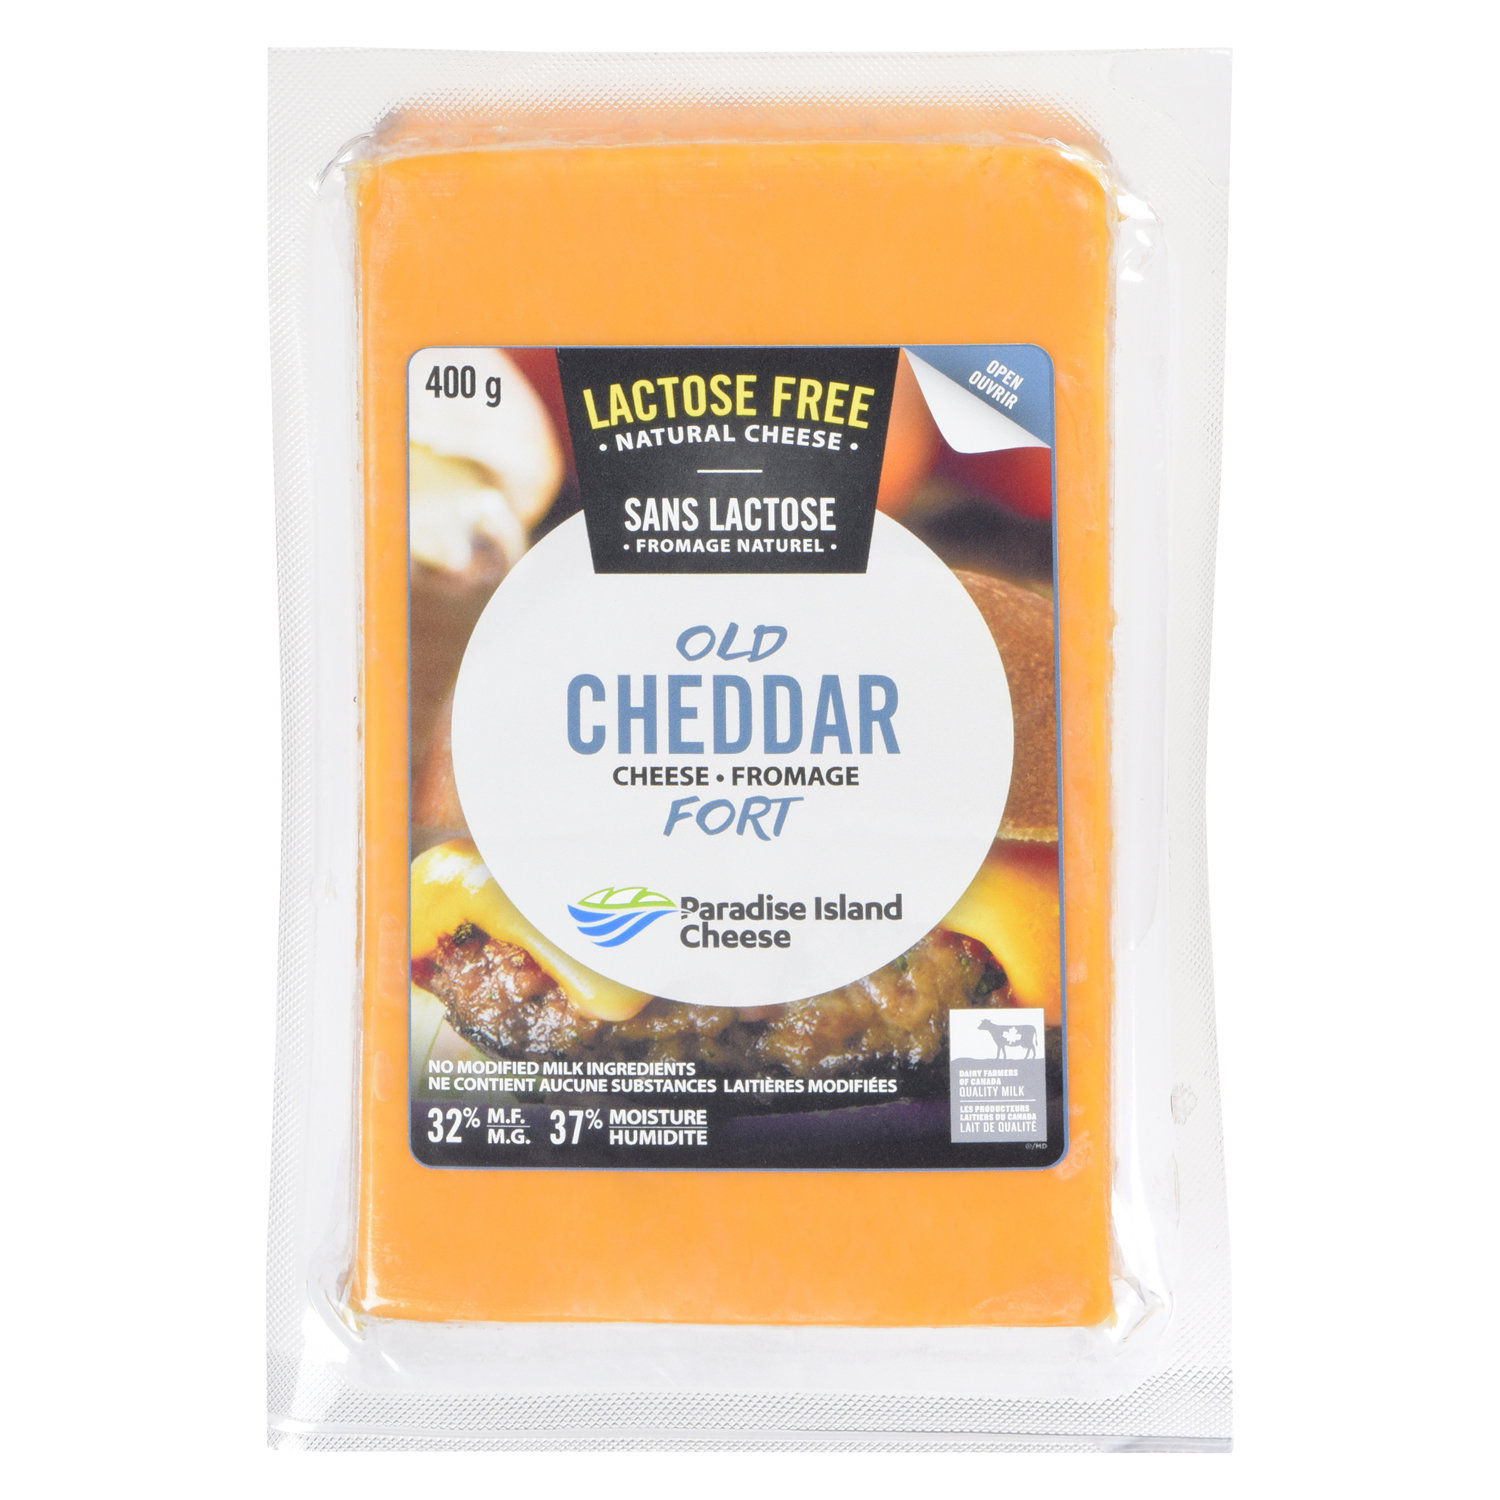 400 g
LACTOSE FREE
• NATURAL CHEESE •
SANS LACTOSE
• FROMAGE NATUREL •
OPEN
OUVRIR
OLD
CHEDDAR
CHEESE • FROMAGE
FORT
Paradise Island
Cheese
NO MODIFIED MILK INGREDIENTS
NE CONTIENT AUCUNE SUBSTANCES LAITIÈRES MODIFIÉES
32% M.F.
M.G.
37% MOISTURE
HUMIDITE
DAIRY FARMERS
OF CANADA
QUALITY MILK
LES PRODUCTEURS
LAITIERS DU CANADA
LAIT DE QUALITÉ
®/MD